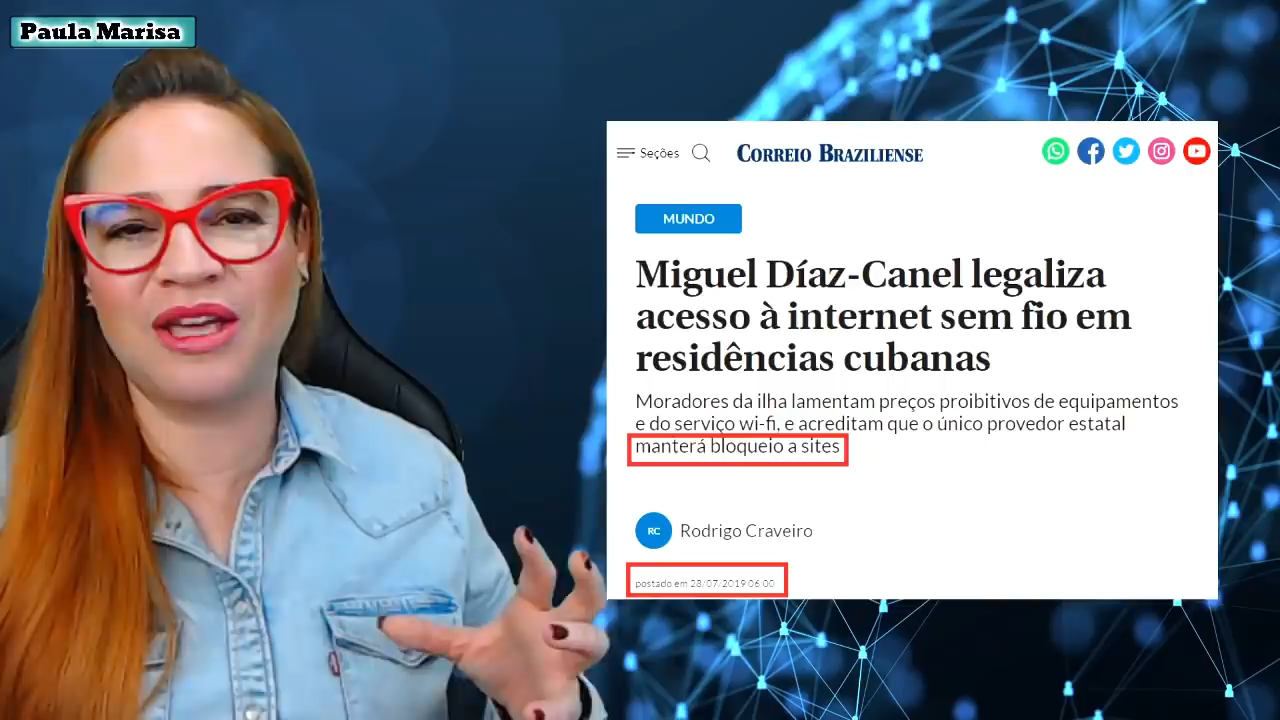 Paula Marisa
Seções
CORREIO BRAZILIENSE
MUNDO
Miguel Díaz-Canel legaliza
acesso à internet sem fio em
residências cubanas
Moradores da ilha lamentam preços proibitivos de equipamentos
e do serviço wi-fi, e acreditam que o único provedor estatal
manterá bloqueio a sites
RC
Rodrigo Craveiro
postado em 28/07/2019 06:00